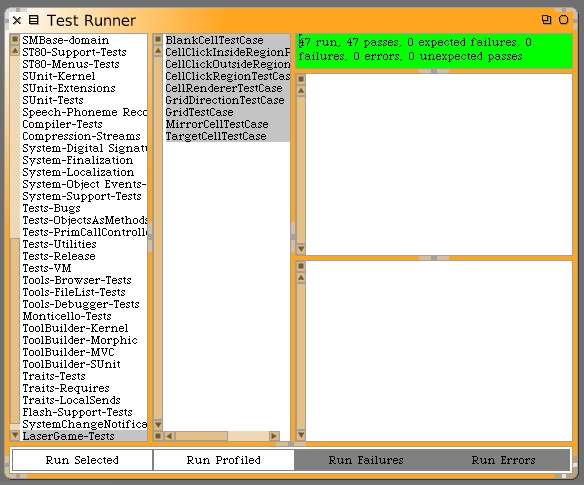 Test Runner
SMBase-domain
ST80-Support-Tests
ST80-Menus-Tests
SUnit-Kernel
SUnit-Extensions
SUnit-Tests
Speech-Phoneme Reco
Compiler-Tests
Compression-Streams
System-Digital Signatu
System-Finalization
System-Localization
System-Object Events-
System-Support-Tests
Tests-Bugs
Tests-ObjectsAsMethods
Tests-PrimCallControlle
Tests-Utilities
Tests-Release
Tests-VM
Tools-Browser-Tests
Tools-FileList-Tests
Tools-Debugger-Tests
Monticello-Tests
ToolBuilder-Kernel
ToolBuilder-Morphic
ToolBuilder-MVC
ToolBuilder-SUnit
Traits-Tests
Traits-Requires
Traits-LocalSends
Flash-Support-Tests
SystemChangeNotifica
LaserGame-Tests
BlankCellTestCase
CellClickInsideRegionF
CellClickOutsideRegion
CellClickRegionTestCas
CellRendererTestCase
GridDirectionTestCase
GridTestCase
MirrorCellTestCase
TargetCellTestCase
47 run, 47 passes, 0 expected failures, 0
failures, 0 errors, 0 unexpected passes
Run Selected
Run Profiled
Run Failures
Run Errors